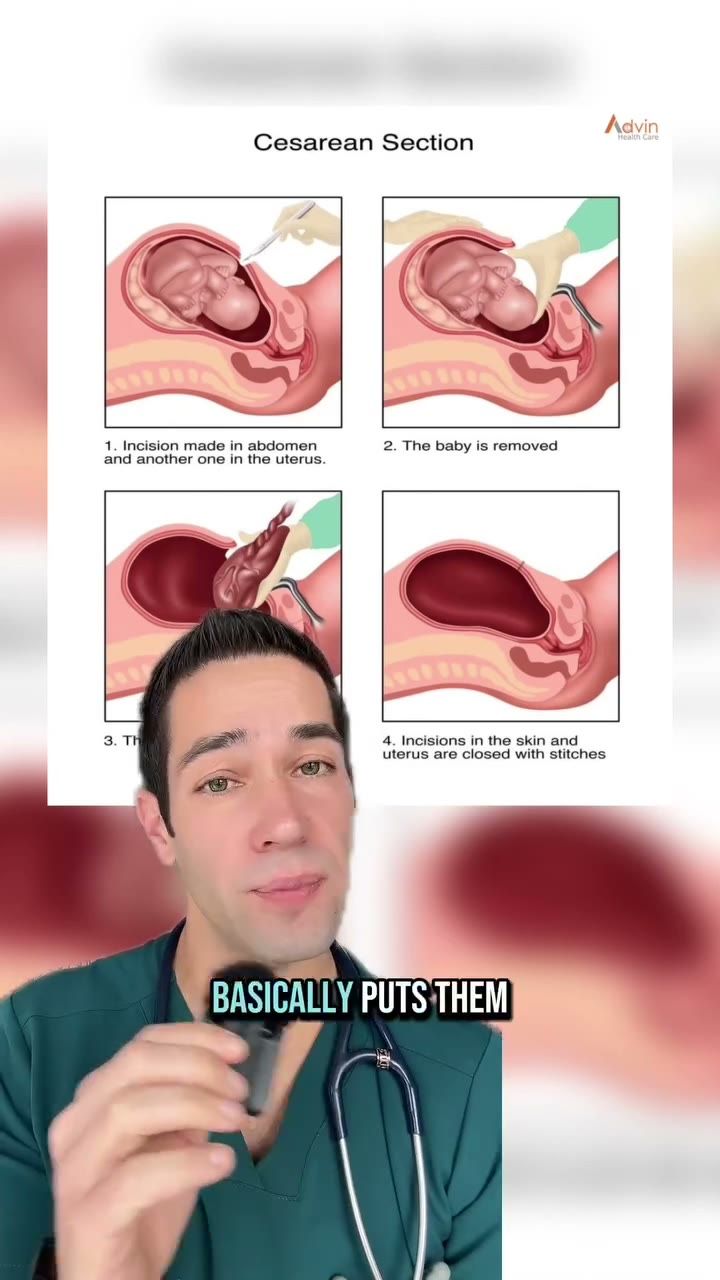 Advin
Health Care
Cesarean Section
1. Incision made in abdomen
and another one in the uterus.
2. The baby is removed
3. Th
4. Incisions in the skin and
uterus are closed with stitches
BASICALLY PUTS THEM